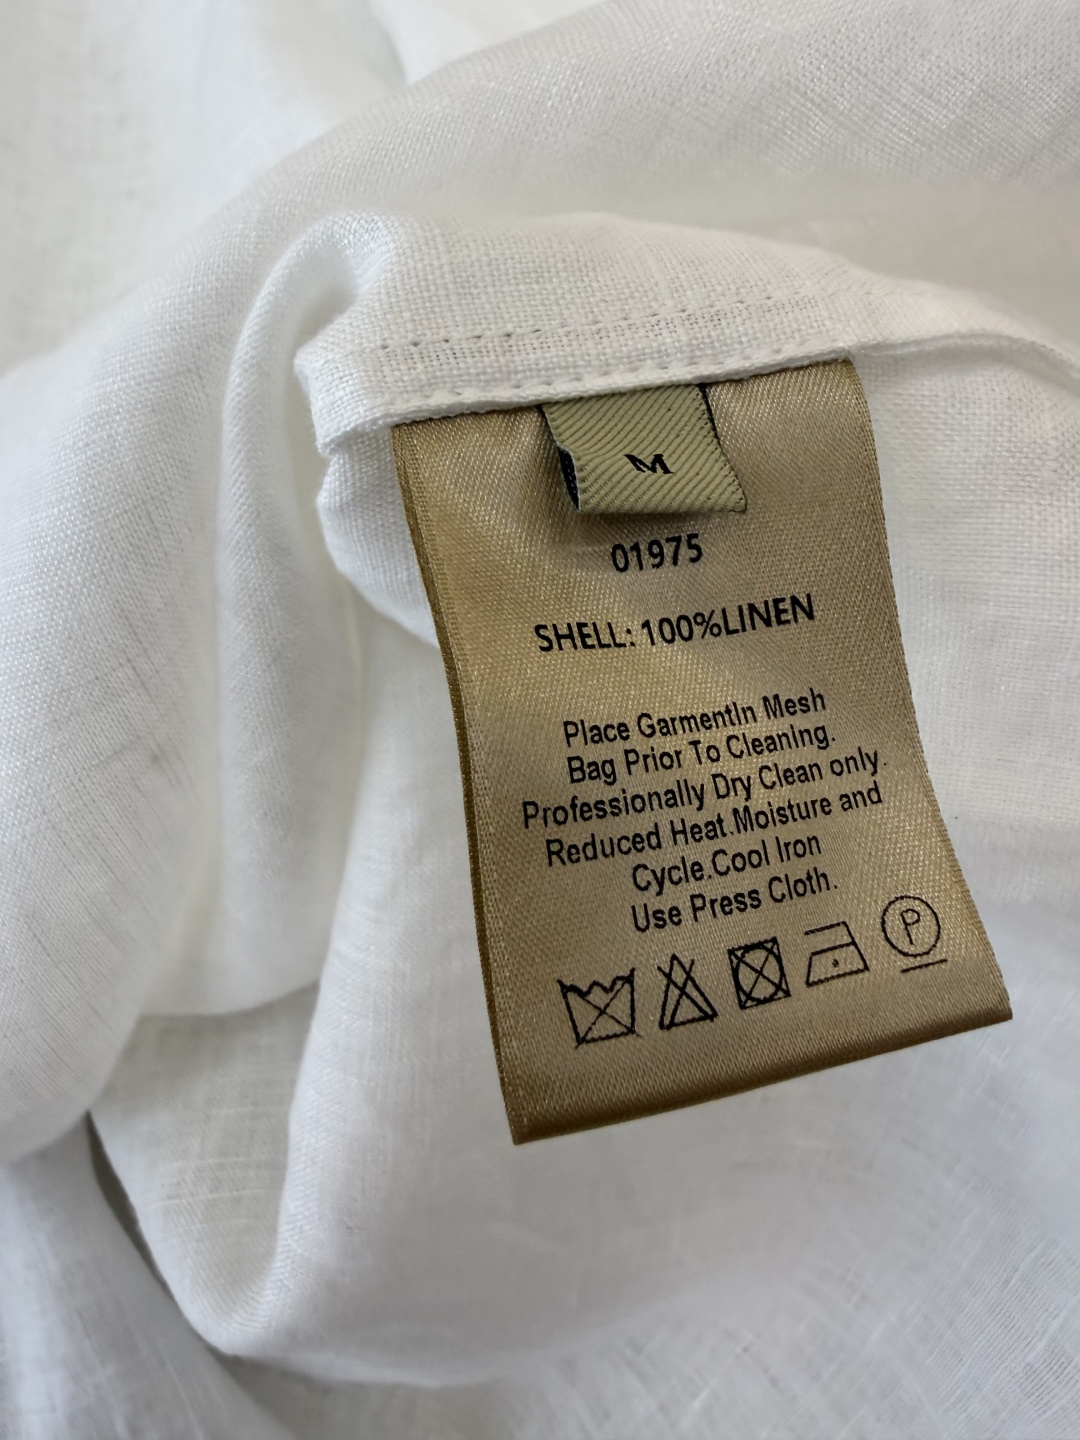 M
01975
SHELL: 100%LINEN
Place GarmentIn Mesh
Bag Prior To Cleaning.
Professionally Dry Clean only.
Reduced Heat.Moisture and
Cycle.Cool Iron
Use Press Cloth.
P